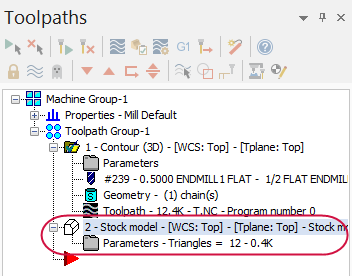 Toolpaths
G1
Machine Group-1
Properties - Mill Default
Toolpath Group-1
1 - Contour (3D) - [WCS: Top] - [Tplane: Top]
Parameters
#239 - 0.5000 ENDMILL1 FLAT - 1/2 FLAT ENDMIL
Geometry - (1) chain(s)
Toolpath - 12.4K - T.NC - Program number 0
2 - Stock model - [WCS: Top] - [Tplane: Top] - Stock m
Parameters - Triangles = 12 - 0.4K